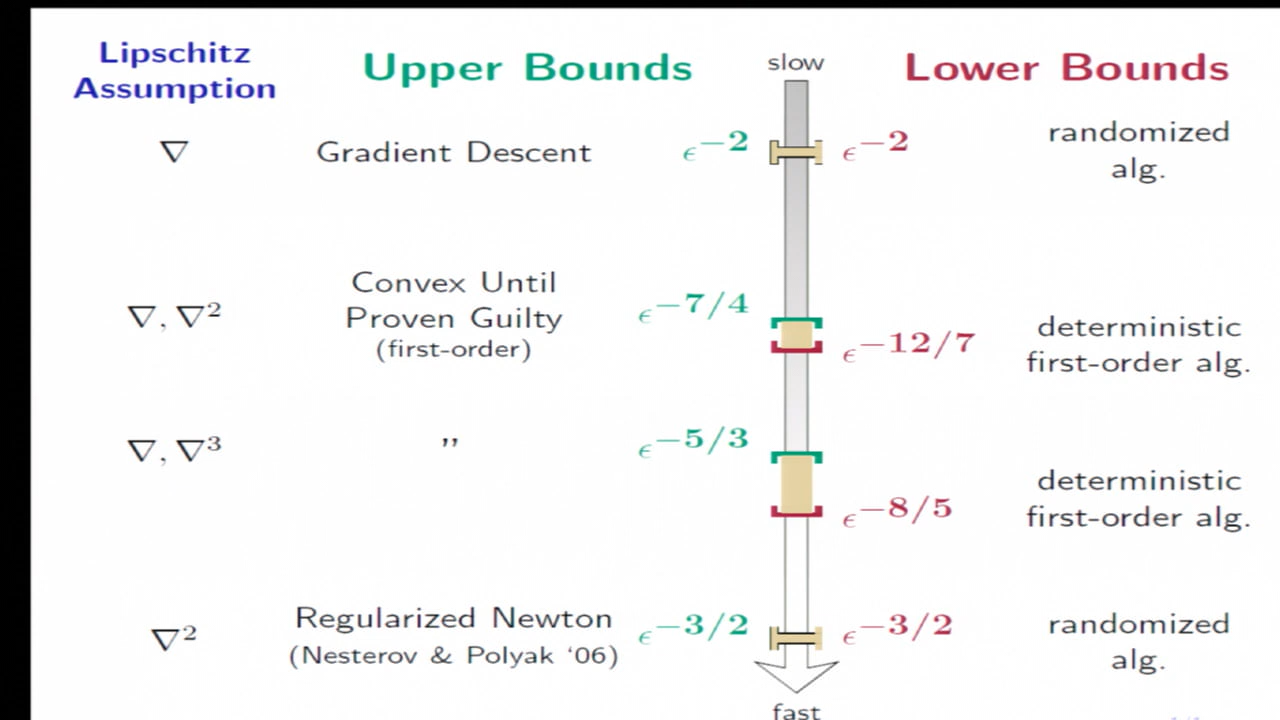 Lipschitz
Assumption
Upper Bounds
slow
Lower Bounds
∇
Gradient Descent
ϵ−2
ϵ−2
randomized
alg.
∇, ∇2
Convex Until
Proven Guilty
(first-order)
ϵ−7/4
ϵ−12/7
deterministic
first-order alg.
∇, ∇3
”
ϵ−5/3
ϵ−8/5
deterministic
first-order alg.
∇2
Regularized Newton
(Nesterov & Polyak ‘06)
ϵ−3/2
ϵ−3/2
randomized
alg.
fast